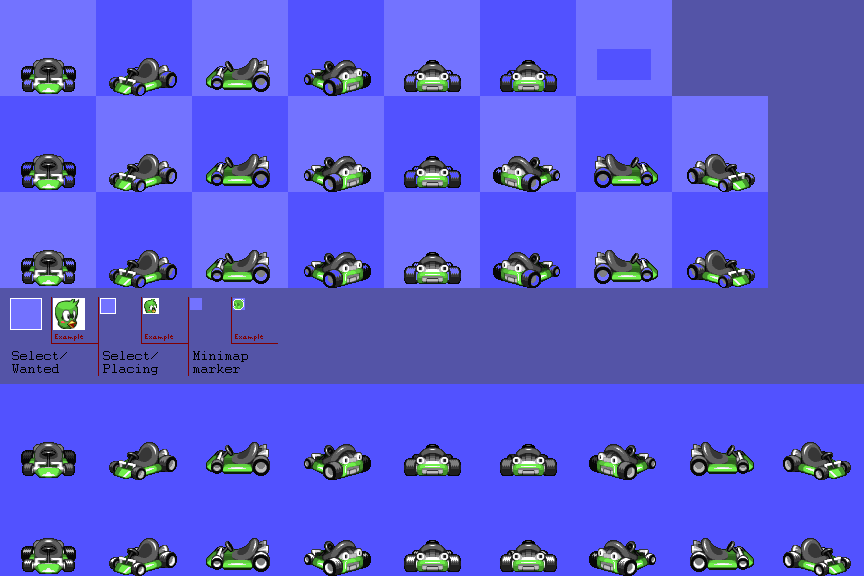 Example
Example
Example
Select/
Wanted
Select/
Placing
Minimap
marker